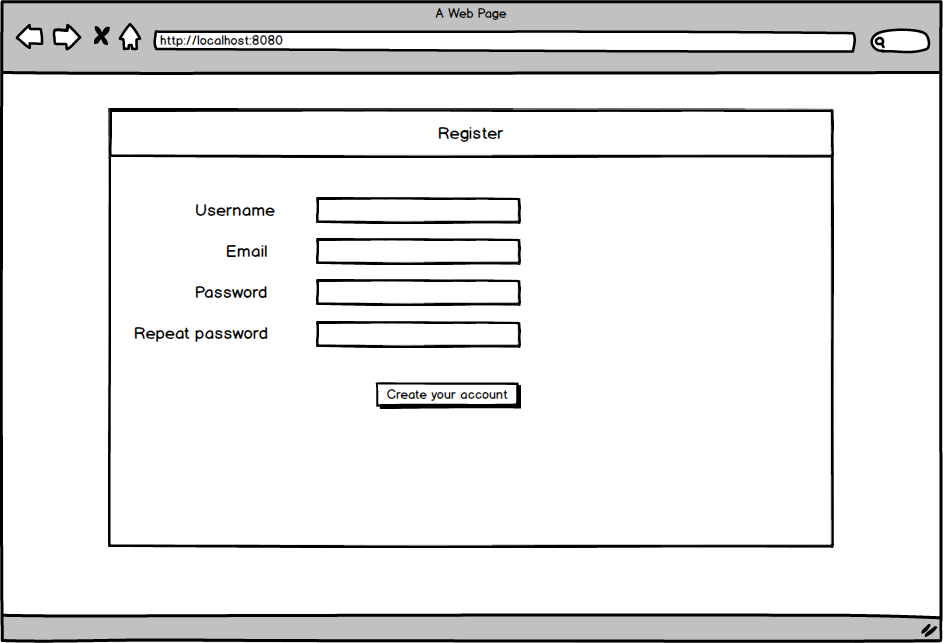 A Web Page
http://localhost:8080
Register
Username
Email
Password
Repeat password
Create your account